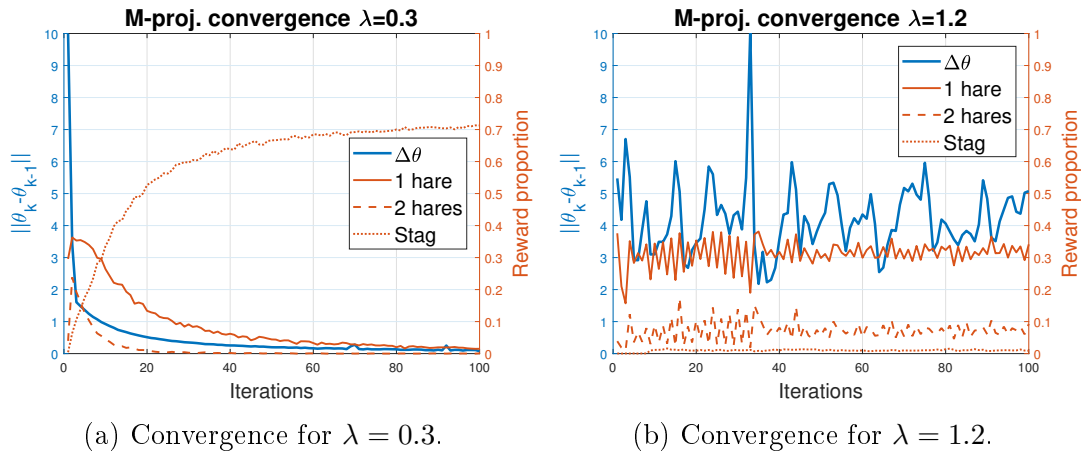 M-proj. convergence λ=0.3
10
9
8
7
6
5
4
3
2
1
0
||θk-θk-1||
1
0.9
0.8
0.7
0.6
0.5
0.4
0.3
0.2
0.1
0
Reward proportion
Δθ
1 hare
2 hares
Stag
0 20 40 60 80 100
Iterations
(a) Convergence for λ = 0.3.
M-proj. convergence λ=1.2
10
9
8
7
6
5
4
3
2
1
0
||θk-θk-1||
1
0.9
0.8
0.7
0.6
0.5
0.4
0.3
0.2
0.1
0
Reward proportion
Δθ
1 hare
2 hares
Stag
0 20 40 60 80 100
Iterations
(b) Convergence for λ = 1.2.